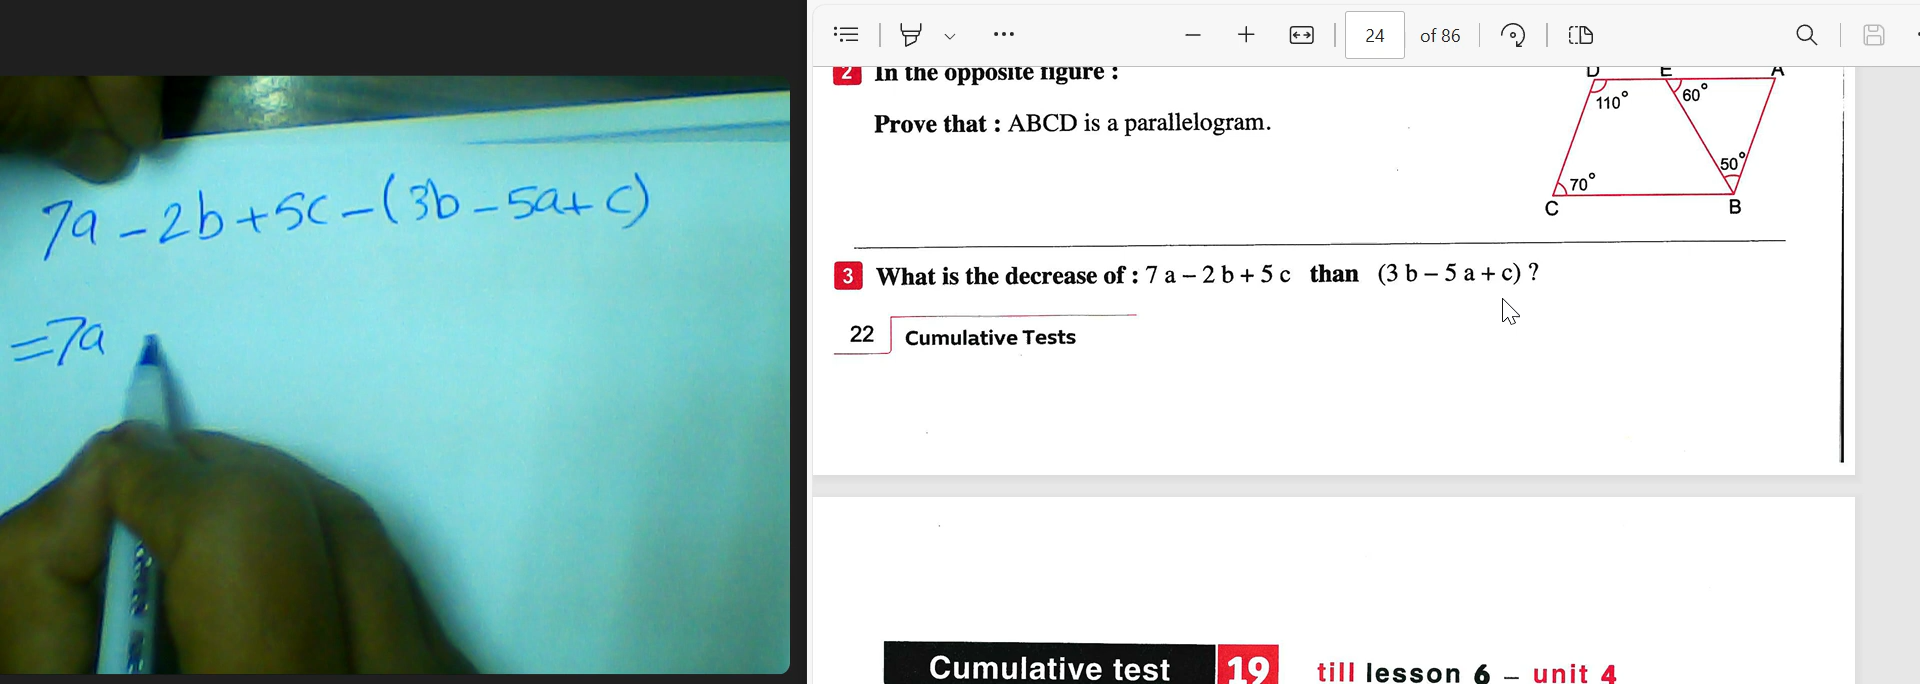 7a - 2b + 5c - (3b - 5a + c)
= 7a
24 of 86
2 In the opposite figure :
Prove that : ABCD is a parallelogram.
D E A
110° 60°
50°
70°
C B
3 What is the decrease of : 7 a – 2 b + 5 c than (3 b – 5 a + c) ?
22 Cumulative Tests
Cumulative test 19 till lesson 6 – unit 4